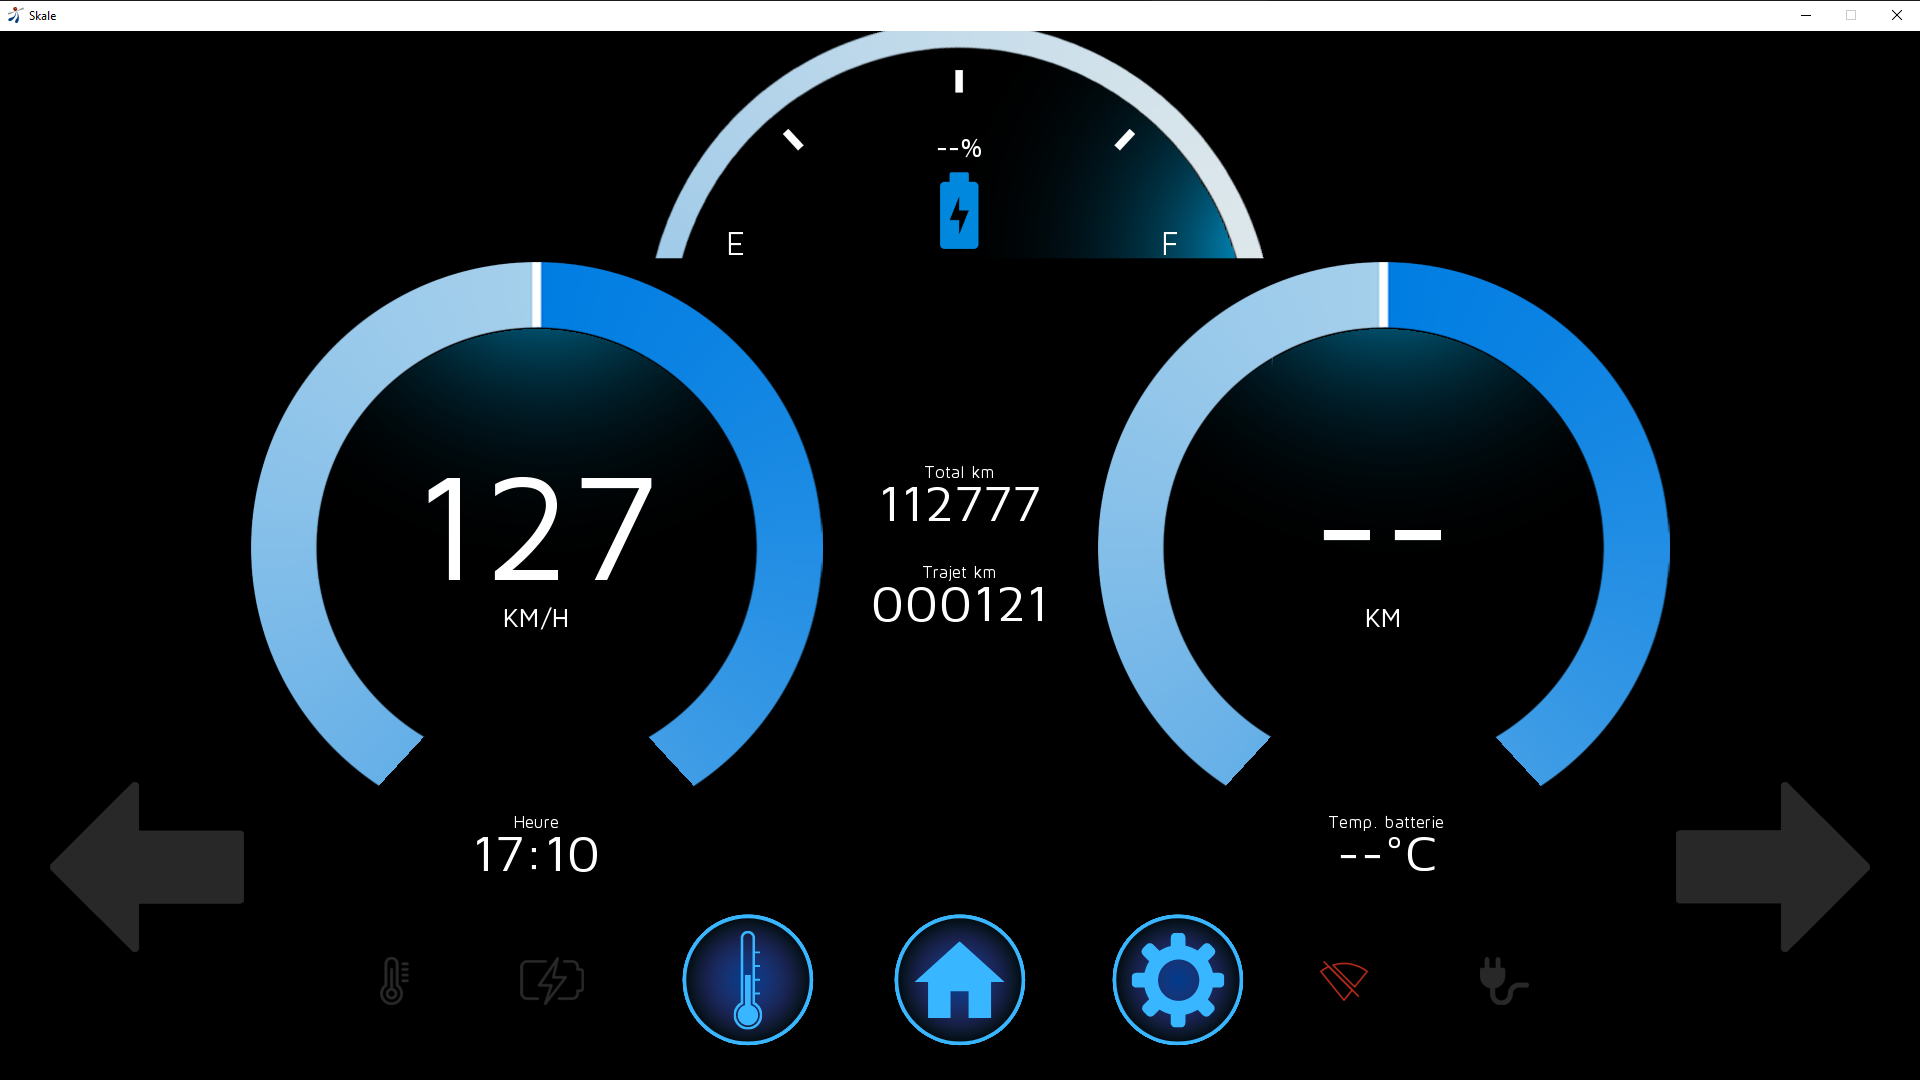 Skale
--%
E
F
127
KM/H
Total km
112777
Trajet km
000121
--
KM
Heure
17:10
Temp. batterie
--°C